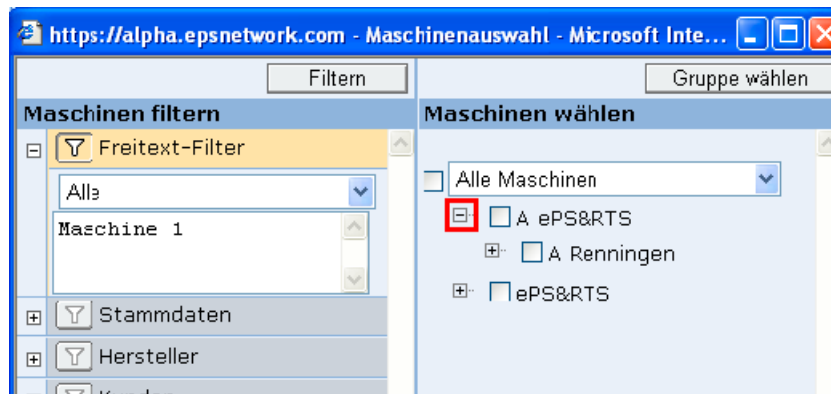 https://alpha.epsnetwork.com - Maschinenauswahl - Microsoft Inte...
Filtern
Gruppe wählen
Maschinen filtern
Maschinen wählen
Freitext-Filter
Alle
Maschine 1
Stammdaten
Hersteller
Alle Maschinen
A ePS&RTS
A Renningen
ePS&RTS